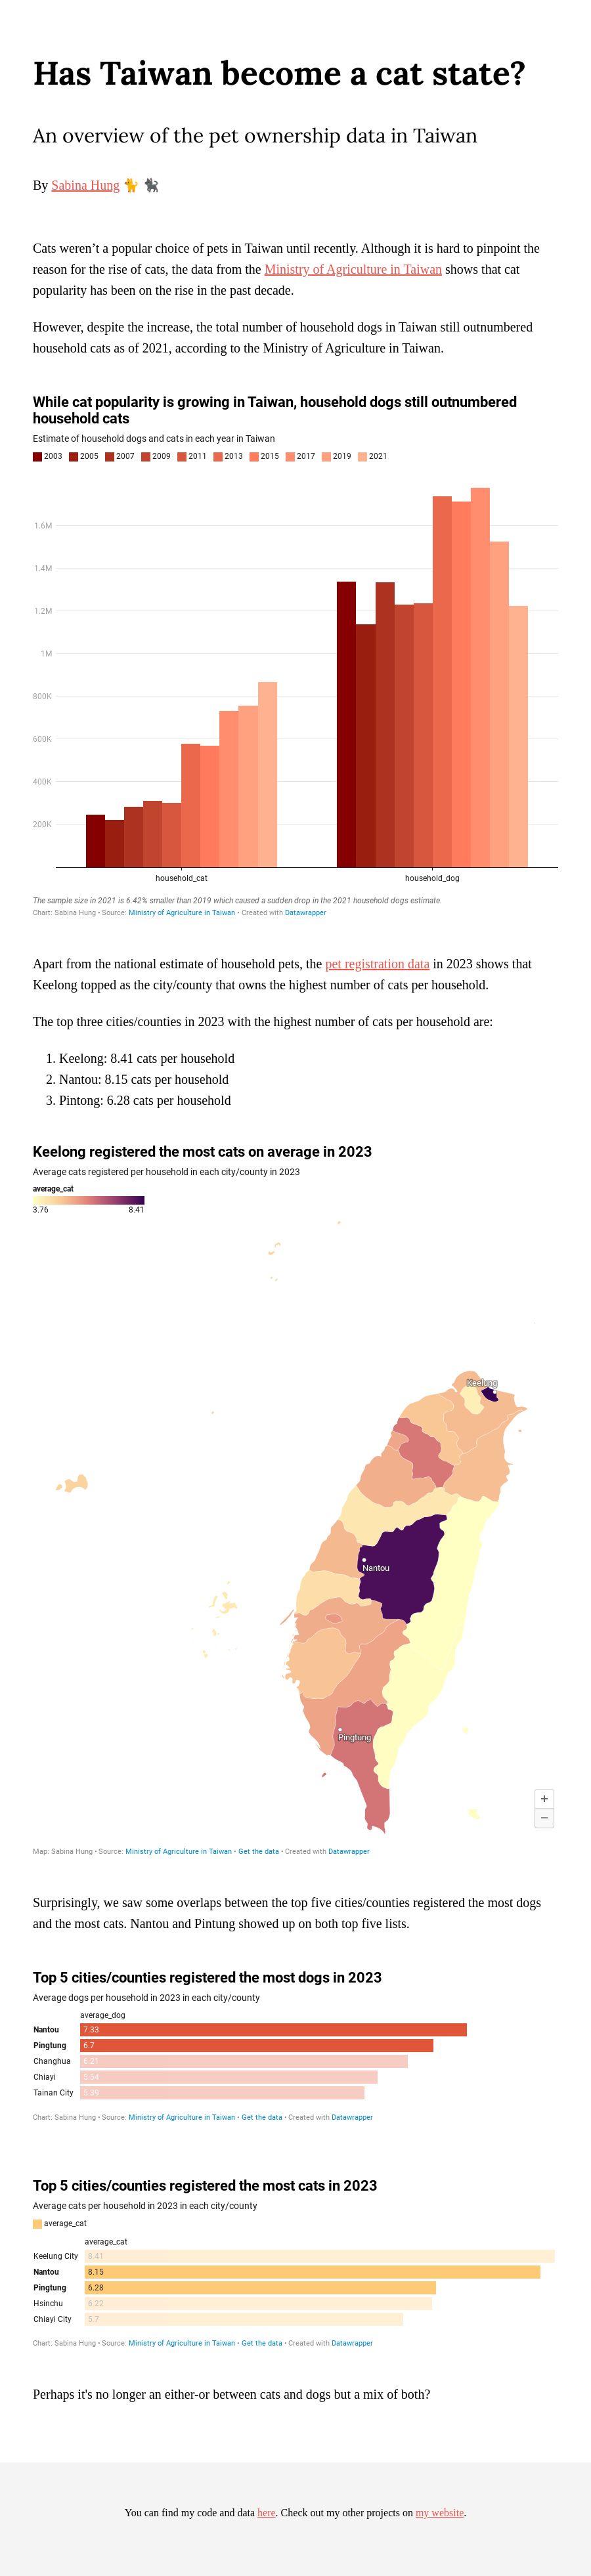 Has Taiwan become a cat state?
An overview of the pet ownership data in Taiwan
By Sabina Hung 🐈 🐈‍⬛
Cats weren’t a popular choice of pets in Taiwan until recently. Although it is hard to pinpoint the
reason for the rise of cats, the data from the Ministry of Agriculture in Taiwan shows that cat
popularity has been on the rise in the past decade.
However, despite the increase, the total number of household dogs in Taiwan still outnumbered
household cats as of 2021, according to the Ministry of Agriculture in Taiwan.
While cat popularity is growing in Taiwan, household dogs still outnumbered
household cats
Estimate of household dogs and cats in each year in Taiwan
2003 2005 2007 2009 2011 2013 2015 2017 2019 2021
1.6M
1.4M
1.2M
1M
800K
600K
400K
200K
household_cat household_dog
The sample size in 2021 is 6.42% smaller than 2019 which caused a sudden drop in the 2021 household dogs estimate.
Chart: Sabina Hung • Source: Ministry of Agriculture in Taiwan • Created with Datawrapper
Apart from the national estimate of household pets, the pet registration data in 2023 shows that
Keelong topped as the city/county that owns the highest number of cats per household.
The top three cities/counties in 2023 with the highest number of cats per household are:
1. Keelong: 8.41 cats per household
2. Nantou: 8.15 cats per household
3. Pintong: 6.28 cats per household
Keelong registered the most cats on average in 2023
Average cats registered per household in each city/county in 2023
average_cat
3.76 8.41
Keelung
Nantou
Pingtung
+
−
Map: Sabina Hung • Source: Ministry of Agriculture in Taiwan • Get the data • Created with Datawrapper
Surprisingly, we saw some overlaps between the top five cities/counties registered the most dogs
and the most cats. Nantou and Pintung showed up on both top five lists.
Top 5 cities/counties registered the most dogs in 2023
Average dogs per household in 2023 in each city/county
average_dog
Nantou 7.33
Pingtung 6.7
Changhua 6.21
Chiayi 5.64
Tainan City 5.39
Chart: Sabina Hung • Source: Ministry of Agriculture in Taiwan • Get the data • Created with Datawrapper
Top 5 cities/counties registered the most cats in 2023
Average cats per household in 2023 in each city/county
average_cat
average_cat
Keelung City 8.41
Nantou 8.15
Pingtung 6.28
Hsinchu 6.22
Chiayi City 5.7
Chart: Sabina Hung • Source: Ministry of Agriculture in Taiwan • Get the data • Created with Datawrapper
Perhaps it's no longer an either-or between cats and dogs but a mix of both?
You can find my code and data here. Check out my other projects on my website.